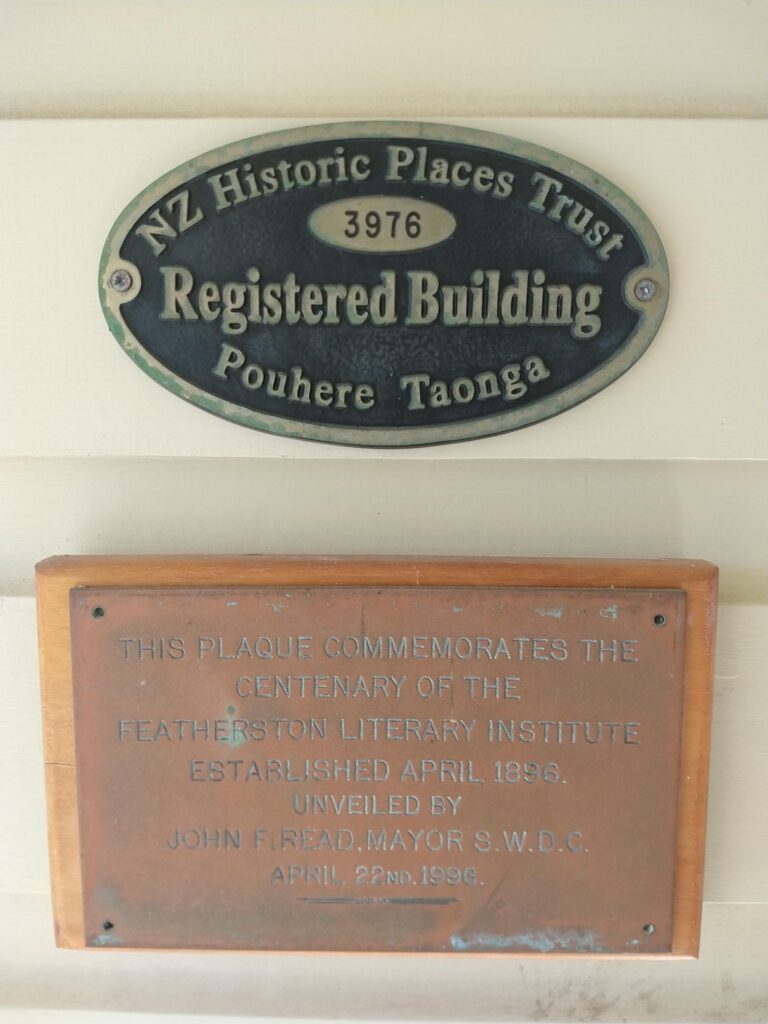 NZ Historic Places Trust
3976
Registered Building
Pouhere Taonga
THIS PLAQUE COMMEMORATES THE
CENTENARY OF THE
FEATHERSTON LITERARY INSTITUTE
ESTABLISHED APRIL 1896.
UNVEILED BY
JOHN F. READ, MAYOR S.W.D.C.
APRIL 22ND. 1996.